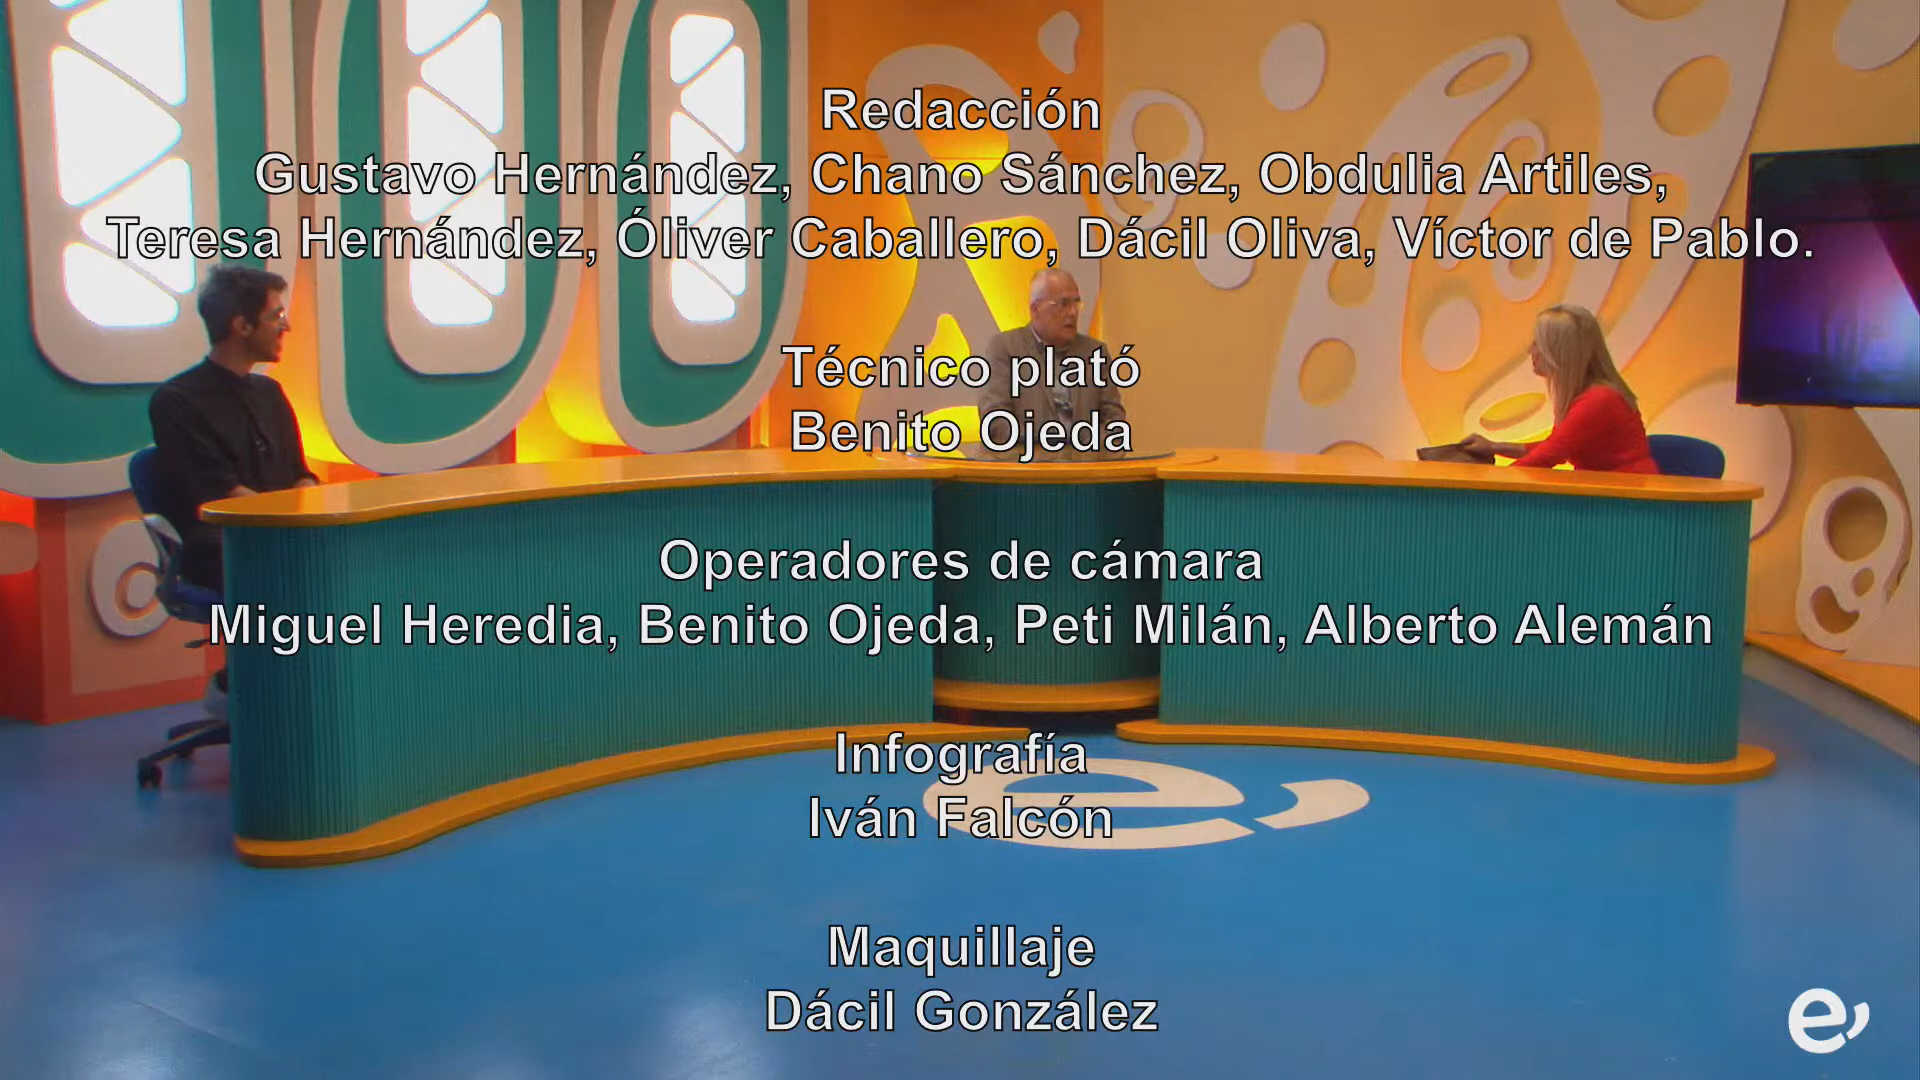 Redacción
Gustavo Hernández, Chano Sánchez, Obdulia Artiles,
Teresa Hernández, Óliver Caballero, Dácil Oliva, Víctor de Pablo.
Técnico plató
Benito Ojeda
Operadores de cámara
Miguel Heredia, Benito Ojeda, Peti Milán, Alberto Alemán
Infografía
Iván Falcón
Maquillaje
Dácil González
e
e